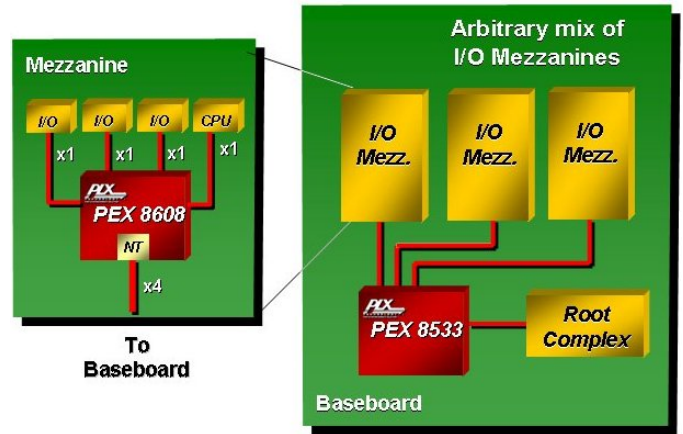 Mezzanine
I/O
I/O
I/O
CPU
x1
x1
x1
x1
PLX
PEX 8608
NT
x4
To
Baseboard
Arbitrary mix of
I/O Mezzanines
I/O
Mezz.
I/O
Mezz.
I/O
Mezz.
PLX
PEX 8533
Root
Complex
Baseboard